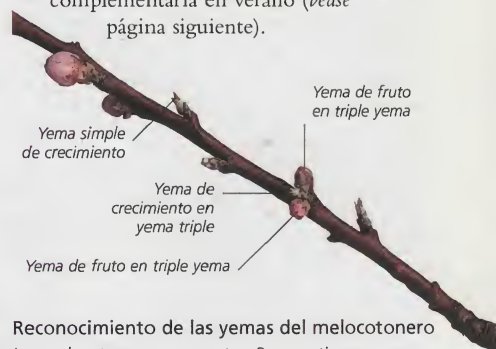 complementaria en verano (véase
página siguiente).
Yema de fruto
en triple yema
Yema simple
de crecimiento
Yema de
crecimiento en
yema triple
Yema de fruto en triple yema
Reconocimiento de las yemas del melocotonero